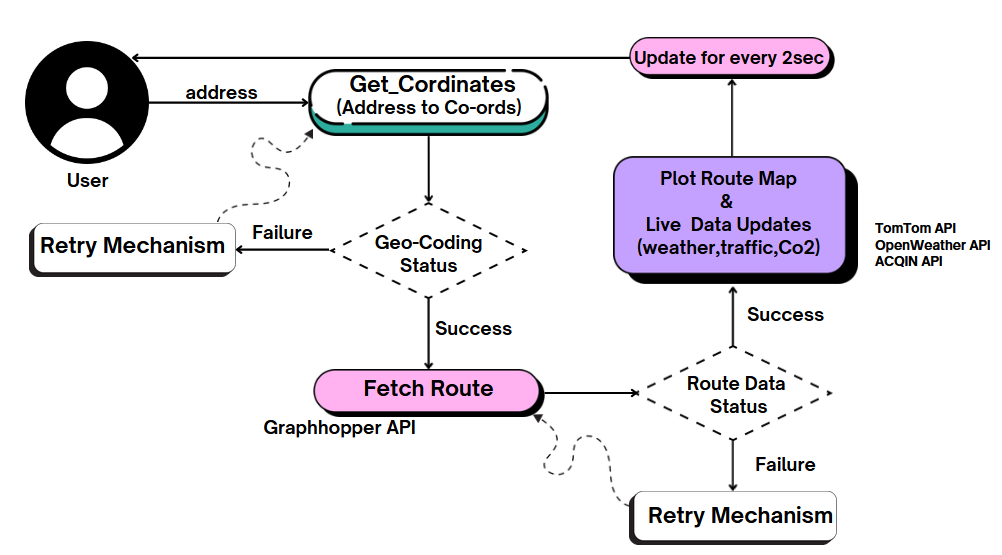 Update for every 2sec
Get_Cordinates
(Address to Co-ords)
address
User
Plot Route Map
&
Live Data Updates
(weather,traffic,Co2)
TomTom API
OpenWeather API
ACQIN API
Retry Mechanism
Failure
Geo-Coding
Status
Success
Success
Fetch Route
Graphhopper API
Route Data
Status
Failure
Retry Mechanism